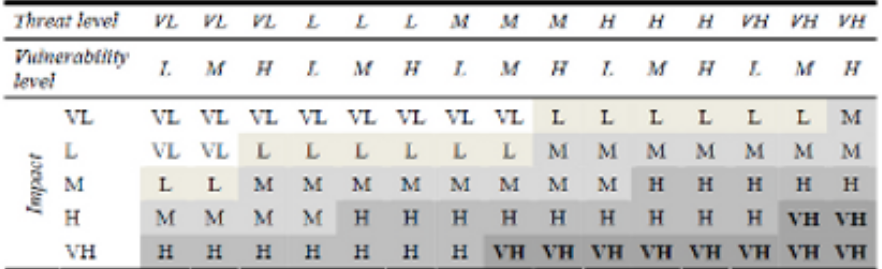 Threat level VL VL VL L L L M M M H H H VH VH VH
Vulnerability level L M H L M H L M H L M H L M H
Impact
VL VL VL VL VL VL VL VL VL L L L L L L M
L VL VL L L L L L L M M M M M M M
M L L M M M M M M M M H H H H H
H M M M M H H H H H H H H H VH VH
VH H H H H H H H VH VH VH VH VH VH VH VH